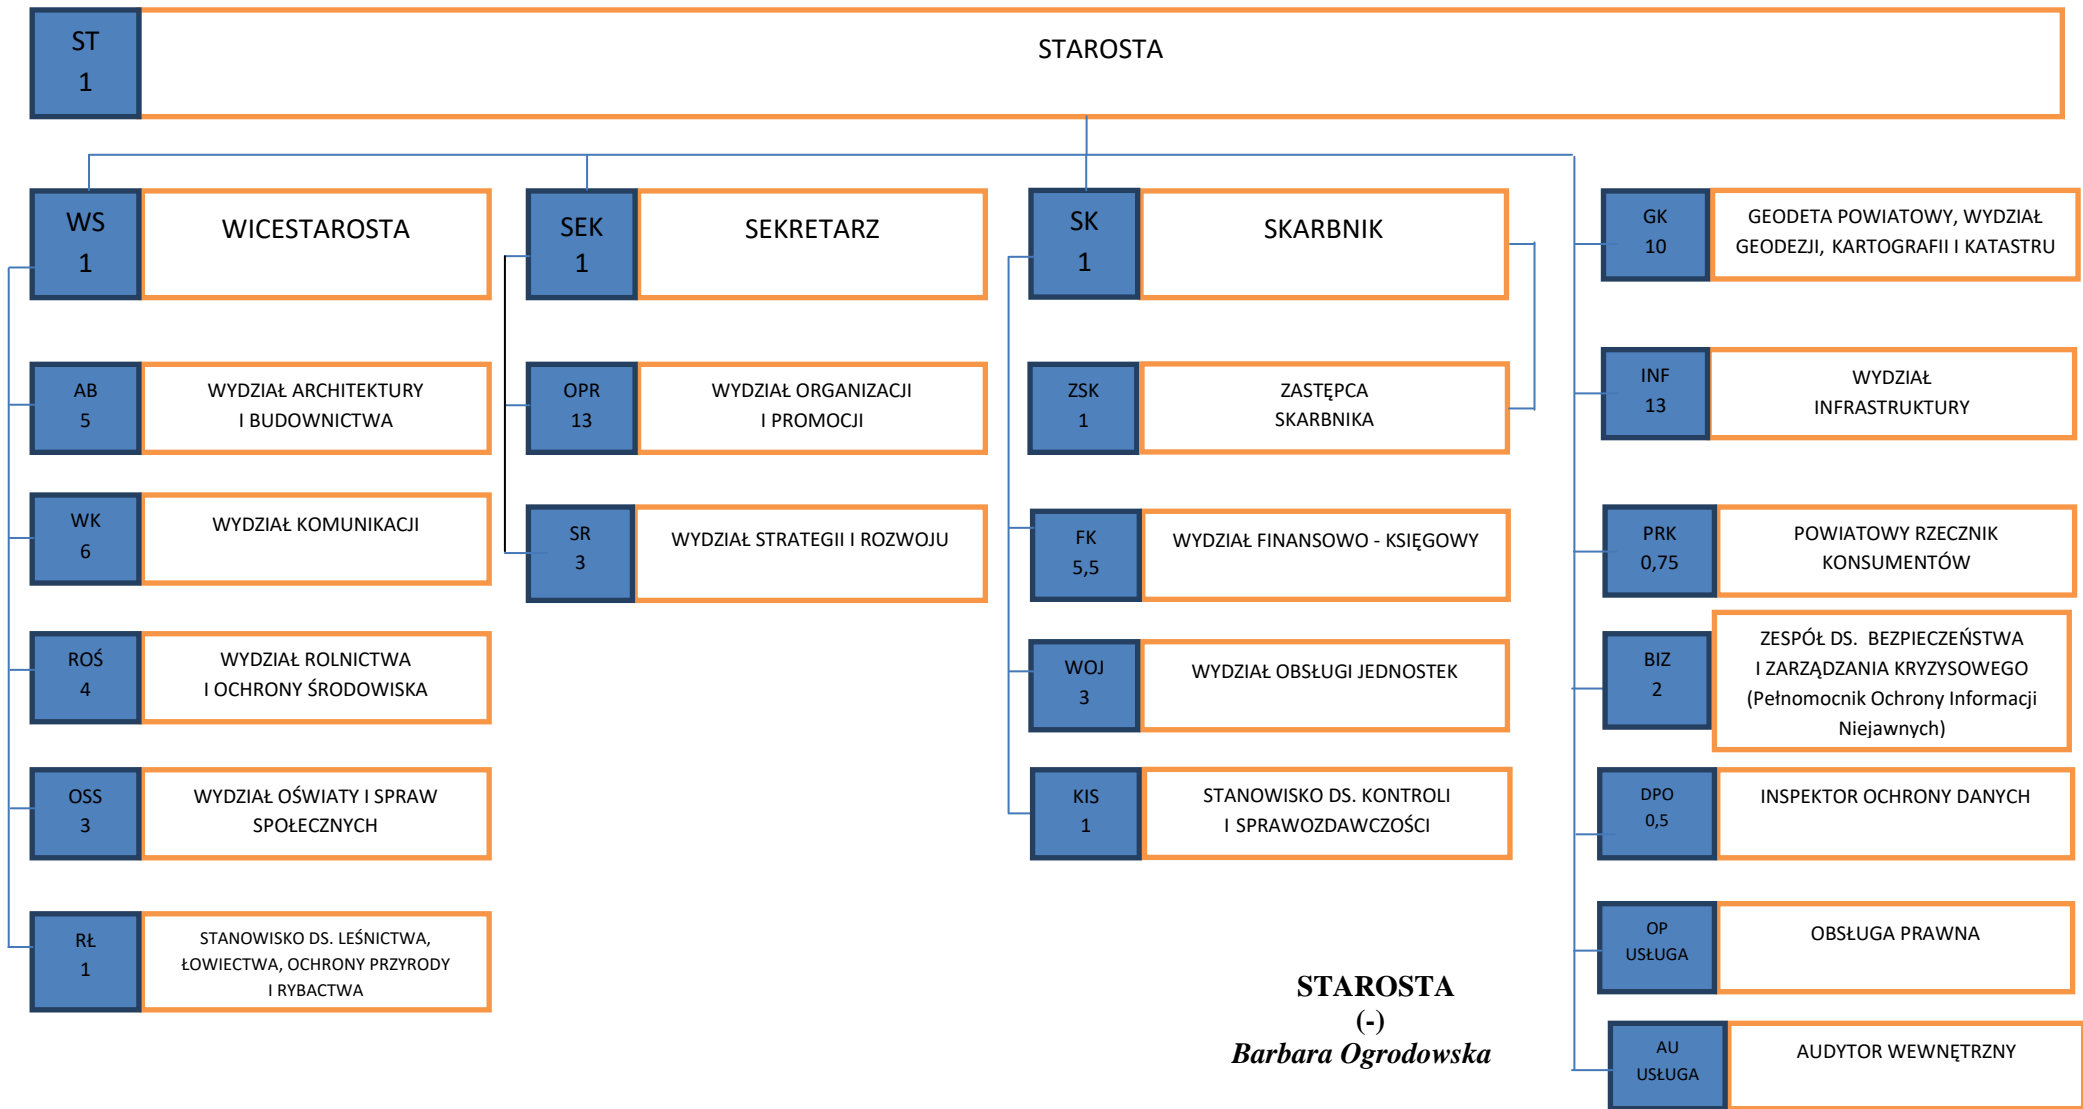 ST
1
STAROSTA
WS
1
WICESTAROSTA
AB
5
WYDZIAŁ ARCHITEKTURY
I BUDOWNICTWA
WK
6
WYDZIAŁ KOMUNIKACJI
ROŚ
4
WYDZIAŁ ROLNICTWA
I OCHRONY ŚRODOWISKA
OSS
3
WYDZIAŁ OŚWIATY I SPRAW
SPOŁECZNYCH
RŁ
1
STANOWISKO DS. LEŚNICTWA,
ŁOWIECTWA, OCHRONY PRZYRODY
I RYBACTWA
SEK
1
SEKRETARZ
OPR
13
WYDZIAŁ ORGANIZACJI
I PROMOCJI
SR
3
WYDZIAŁ STRATEGII I ROZWOJU
SK
1
SKARBNIK
ZSK
1
ZASTĘPCA
SKARBNIKA
FK
5,5
WYDZIAŁ FINANSOWO - KSIĘGOWY
WOJ
3
WYDZIAŁ OBSŁUGI JEDNOSTEK
KIS
1
STANOWISKO DS. KONTROLI
I SPRAWOZDAWCZOŚCI
GK
10
GEODETA POWIATOWY, WYDZIAŁ
GEODEZJI, KARTOGRAFII I KATASTRU
INF
13
WYDZIAŁ
INFRASTRUKTURY
PRK
0,75
POWIATOWY RZECZNIK
KONSUMENTÓW
BIZ
2
ZESPÓŁ DS. BEZPIECZEŃSTWA
I ZARZĄDZANIA KRYZYSOWEGO
(Pełnomocnik Ochrony Informacji
Niejawnych)
DPO
0,5
INSPEKTOR OCHRONY DANYCH
OP
USŁUGA
OBSŁUGA PRAWNA
AU
USŁUGA
AUDYTOR WEWNĘTRZNY
STAROSTA
(-)
Barbara Ogrodowska